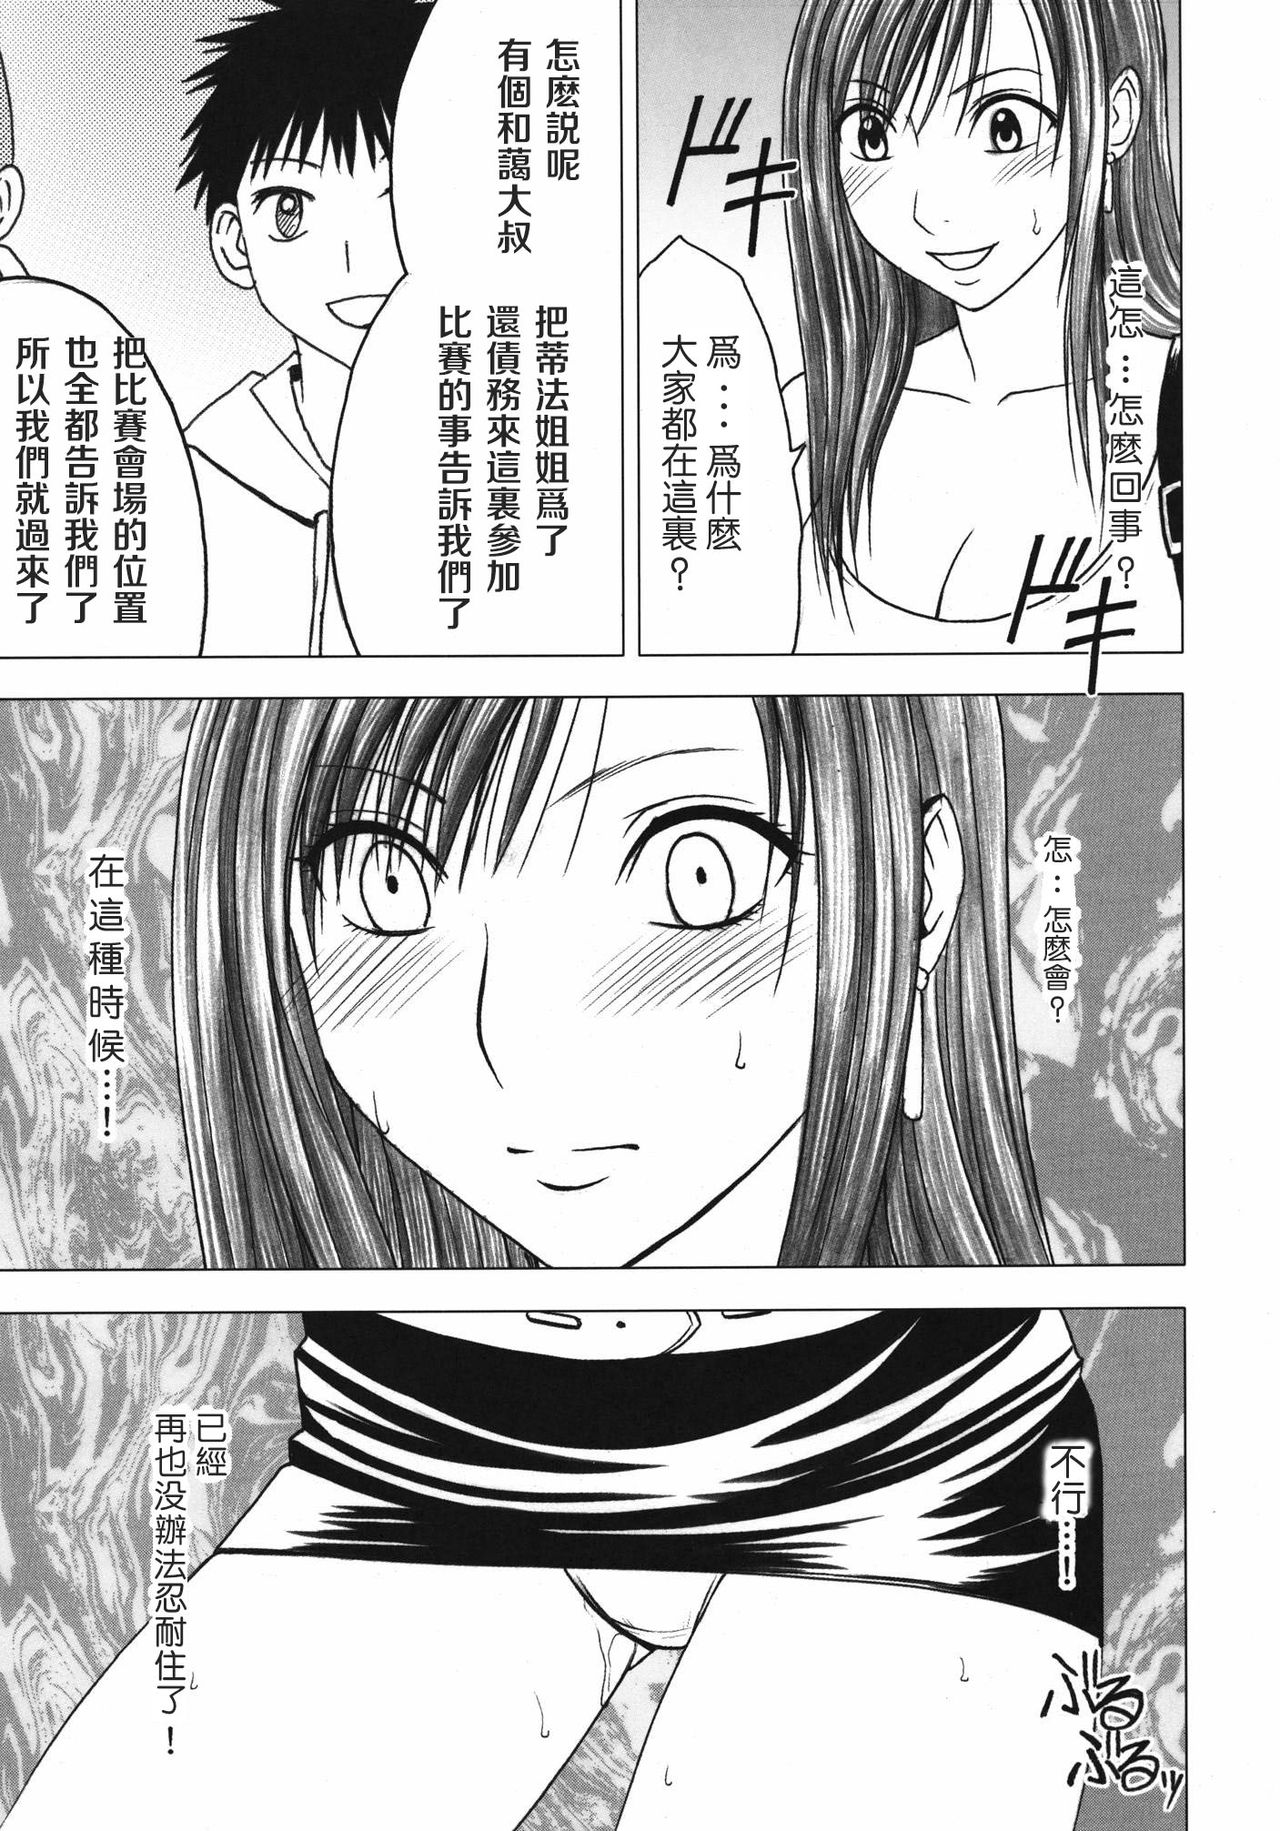 ドキ
這怎…怎麼回事？
爲…爲什麼
大家都在這裏？
ドキ
怎麼說呢
有個和藹大叔
把蒂法姐姐爲了
還債務來這裏參加
比賽的事告訴我們了
把比賽會場的位置
也全都告訴我們了
所以我們就過來了
怎…怎麼會？
在這種時候…！
不行…！
已經
再也没辦法忍耐住了！
ぶる
ぶるッ